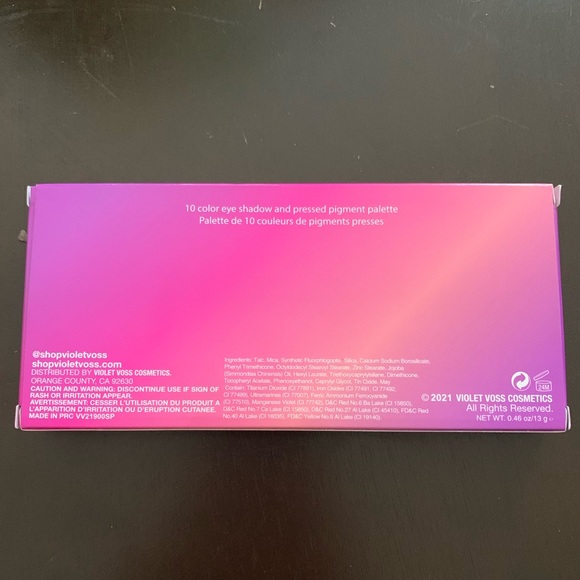 10 color eye shadow and pressed pigment palette
Palette de 10 couleurs de pigments presses
@shopvioletvoss
shopvioletvoss.com
DISTRIBUTED BY VIOLET VOSS COSMETICS.
ORANGE COUNTY, CA 92630
CAUTION AND WARNING: DISCONTINUE USE IF SIGN OF
RASH OR IRRITATION APPEAR.
AVERTISSEMENT: CESSER L'UTILISATION DU PRODUIT A
L'APPARITION D'IRRITATION OU D'ERUPTION CUTANEE.
MADE IN PRC VV21900SP
Ingredients: Talc, Mica, Synthetic Fluorphlogopite, Silica, Calcium Sodium Borosilicate,
Phenyl Trimethicone, Octyldodecyl Stearoyl Stearate, Zinc Stearate, Jojoba
(Simmondsia Chinensis) Oil, Hexyl Laurate, Triethoxycaprylylsilane, Dimethicone,
Tocopheryl Acetate, Phenoxyethanol, Caprylyl Glycol, Tin Oxide. May
Contain: Titanium Dioxide (CI 77891), Iron Oxides (CI 77491, CI 77492,
CI 77499), Ultramarines (CI 77007), Ferric Ammonium Ferrocyanide
(CI 77510), Manganese Violet (CI 77742), D&C Red No.6 Ba Lake (CI 15850),
D&C Red No.7 Ca Lake (CI 15850), D&C Red No.27 Al Lake (CI 45410), FD&C Red
No.40 Al Lake (CI 16035), FD&C Yellow No.5 Al Lake (CI 19140).
24M
© 2021 VIOLET VOSS COSMETICS
All Rights Reserved.
NET WT. 0.46 oz/13 g e